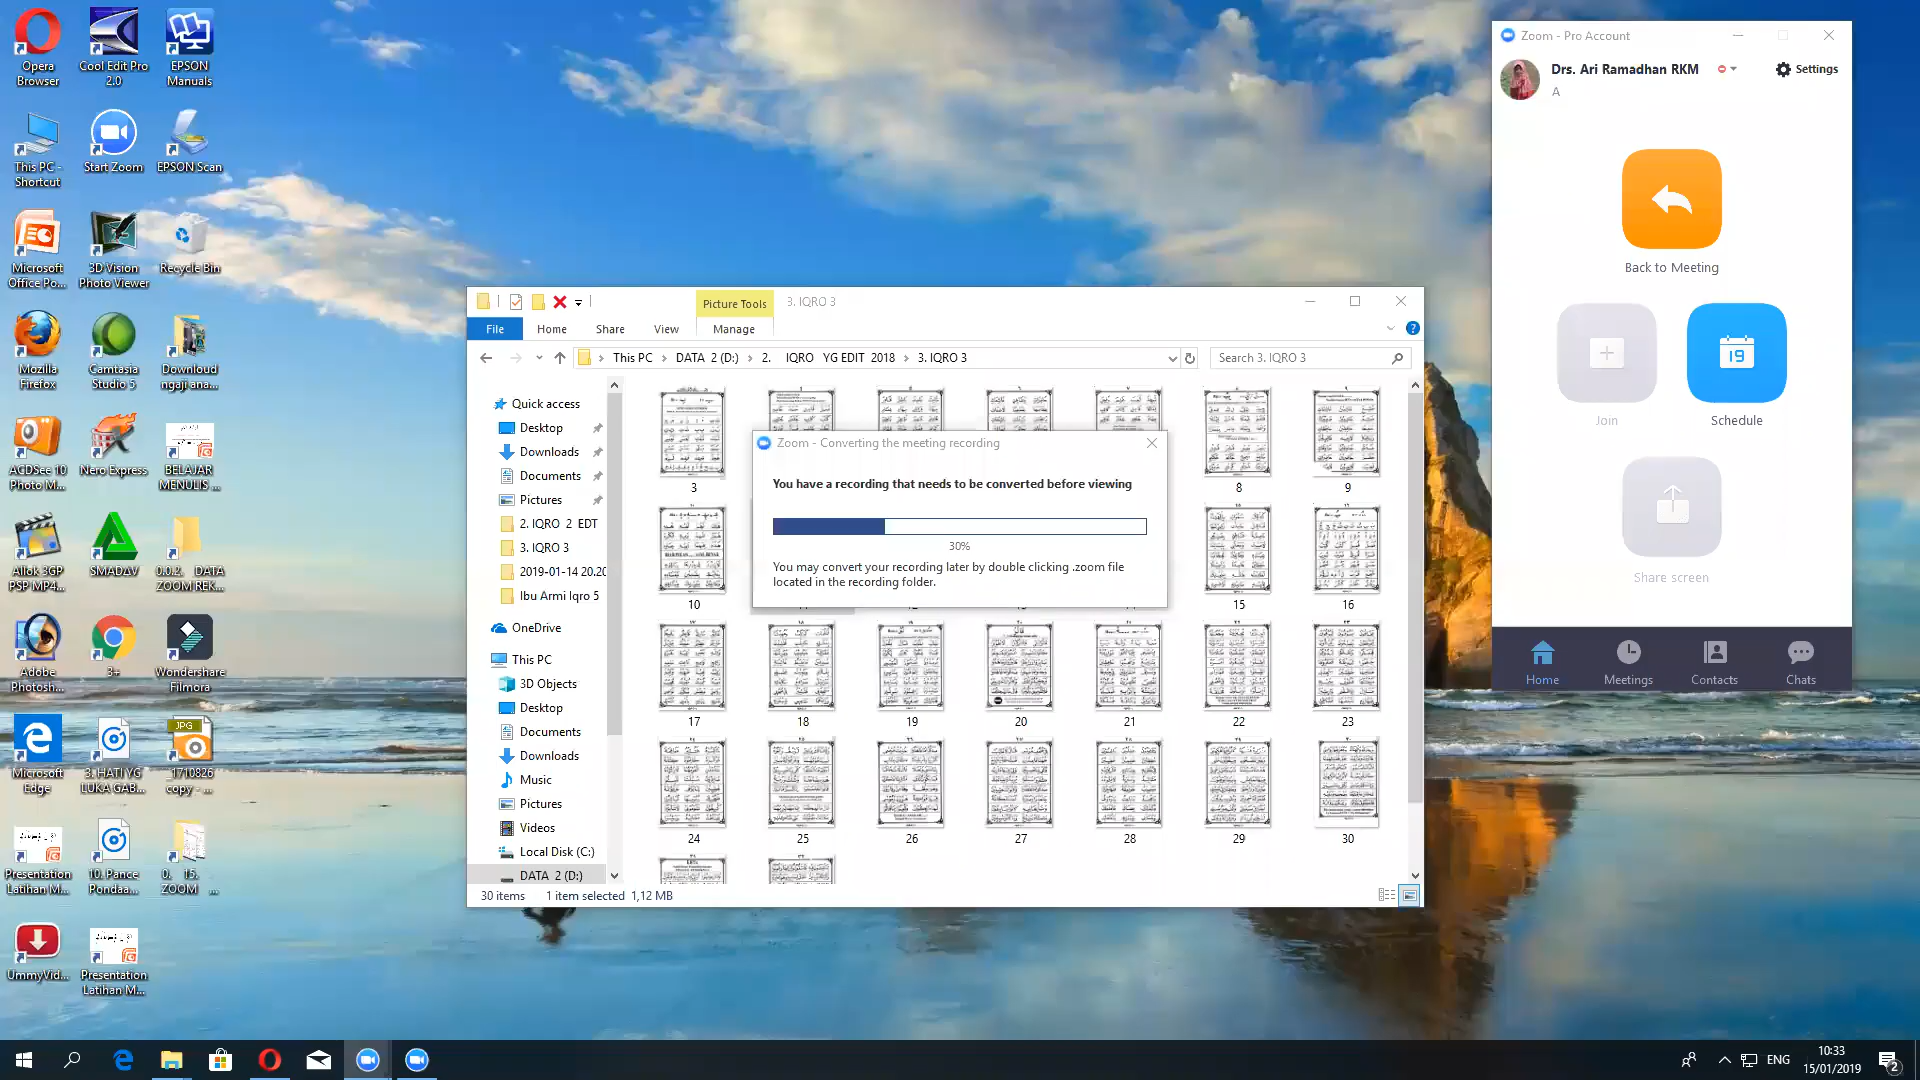 Opera
Browser
Cool Edit Pro
2.0
EPSON
Manuals
This PC -
Shortcut
Start Zoom
EPSON Scan
Microsoft
Office Po...
3D Vision
Photo Viewer
Recycle Bin
Mozilla
Firefox
Camtasia
Studio 5
Downloud
ngaji ana...
ACDSee 10
Photo M...
Nero Express
BELAJAR
MENULIS ...
Allok 3GP
PSP MP4...
SMADΔV
0.0.2. DATA
ZOOM REK...
Adobe
Photosh...
3+
Wondershare
Filmora
Microsoft
Edge
3. HATI YG
LUKA GAB...
JPG
_1710826
copy - ...
Presentation
Latihan M...
10. Pance
Pondaa...
0. 15.
ZOOM ...
UmmyVid...
Presentation
Latihan M...
Picture Tools
3. IQRO 3
File
Home
Share
View
Manage
This PC
DATA 2 (D:)
2. IQRO YG EDIT 2018
3. IQRO 3
Search 3. IQRO 3
Quick access
Desktop
Downloads
Documents
Pictures
2. IQRO 2 EDT
3. IQRO 3
2019-01-14 20.20
Ibu Armi Iqro 5
OneDrive
This PC
3D Objects
Desktop
Documents
Downloads
Music
Pictures
Videos
Local Disk (C:)
DATA 2 (D:)
3
8
9
10
15
16
17
18
19
20
21
22
23
24
25
26
27
28
29
30
30 items
1 item selected 1,12 MB
Zoom - Converting the meeting recording
You have a recording that needs to be converted before viewing
30%
You may convert your recording later by double clicking .zoom file
located in the recording folder.
Zoom - Pro Account
Drs. Ari Ramadhan RKM
Settings
A
Back to Meeting
19
Join
Schedule
Share screen
Home
Meetings
Contacts
Chats
ENG
10:33
15/01/2019
2